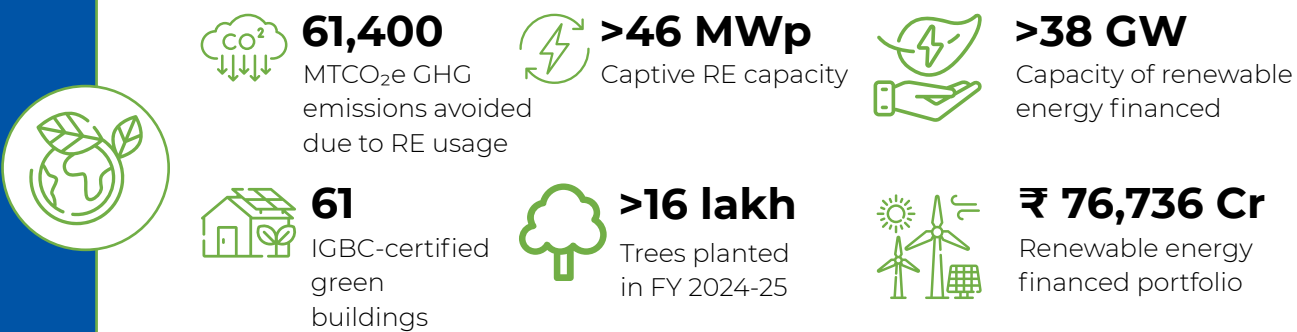 CO²
61,400
MTCO₂e GHG
emissions avoided
due to RE usage
>46 MWp
Captive RE capacity
>38 GW
Capacity of renewable
energy financed
61
IGBC-certified
green
buildings
>16 lakh
Trees planted
in FY 2024-25
₹ 76,736 Cr
Renewable energy
financed portfolio